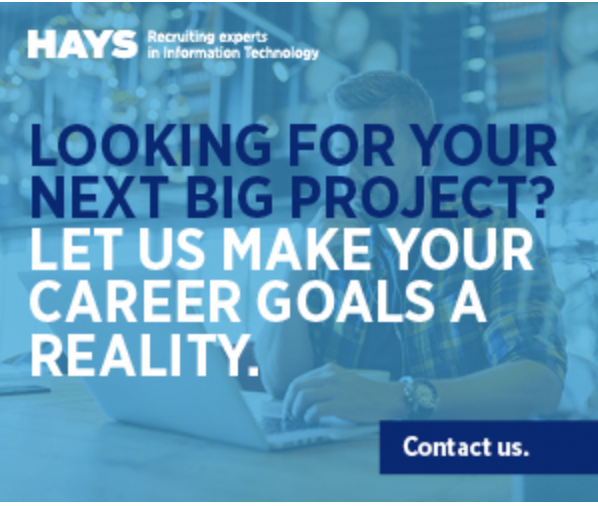 HAYS Recruiting experts
in Information Technology
LOOKING FOR YOUR
NEXT BIG PROJECT?
LET US MAKE YOUR
CAREER GOALS A
REALITY.
Contact us.